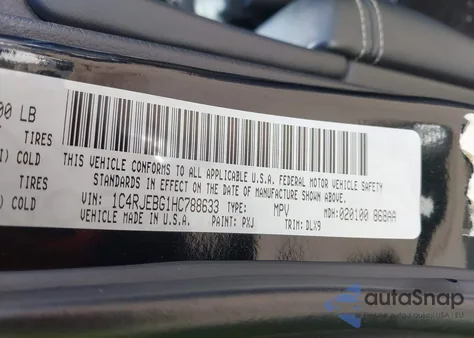 00 LB
TIRES
I) COLD
TIRES
I) COLD
THIS VEHICLE CONFORMS TO ALL APPLICABLE U.S.A. FEDERAL MOTOR VEHICLE SAFETY
STANDARDS IN EFFECT ON THE DATE OF MANUFACTURE SHOWN ABOVE.
VIN: 1C4RJEBG1HC788633 TYPE: MPV MDH: 020100 868AA
VEHICLE MADE IN U.S.A. PAINT: PXJ TRIM: DLX9
autoSnap